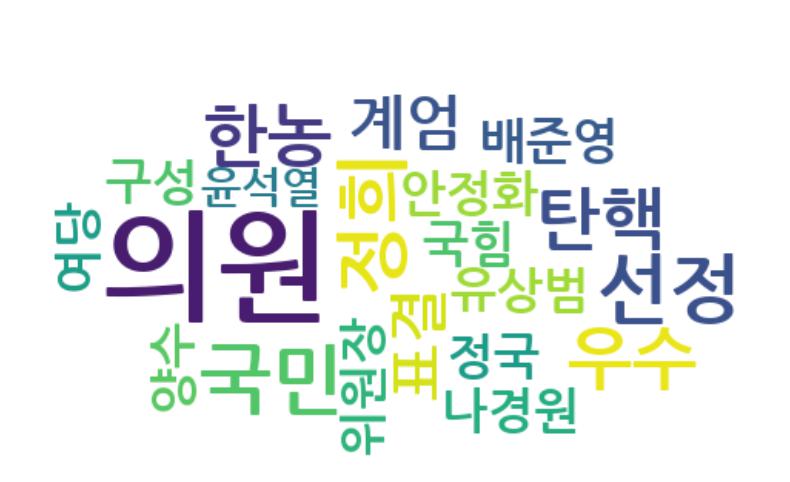 계엄
한농
배준영
구성
윤석열
정희
안정화
탄핵
여당
의원
국힘
선정
유상범
표결
양수
국민
위원장
정국
우수
나경원